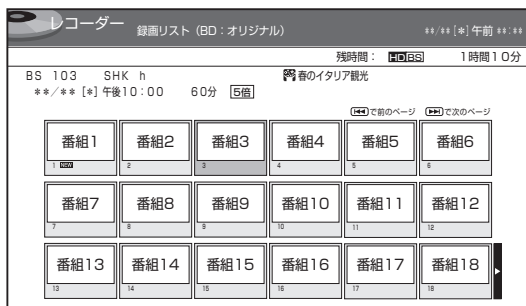 レコーダー 録画リスト（BD：オリジナル） **/**[*]午前 **:**
残時間： HD BS 1時間10分
BS 103 SHK h 春のイタリア観光
**/** [*] 午後10：00 60分 5倍
で前のページ で次のページ
番組1 番組2 番組3 番組4 番組5 番組6
1 NEW 2 3 4 5 6
番組7 番組8 番組9 番組10 番組11 番組12
7 8 9 10 11 12
番組13 番組14 番組15 番組16 番組17 番組18
13 14 15 16 17 18